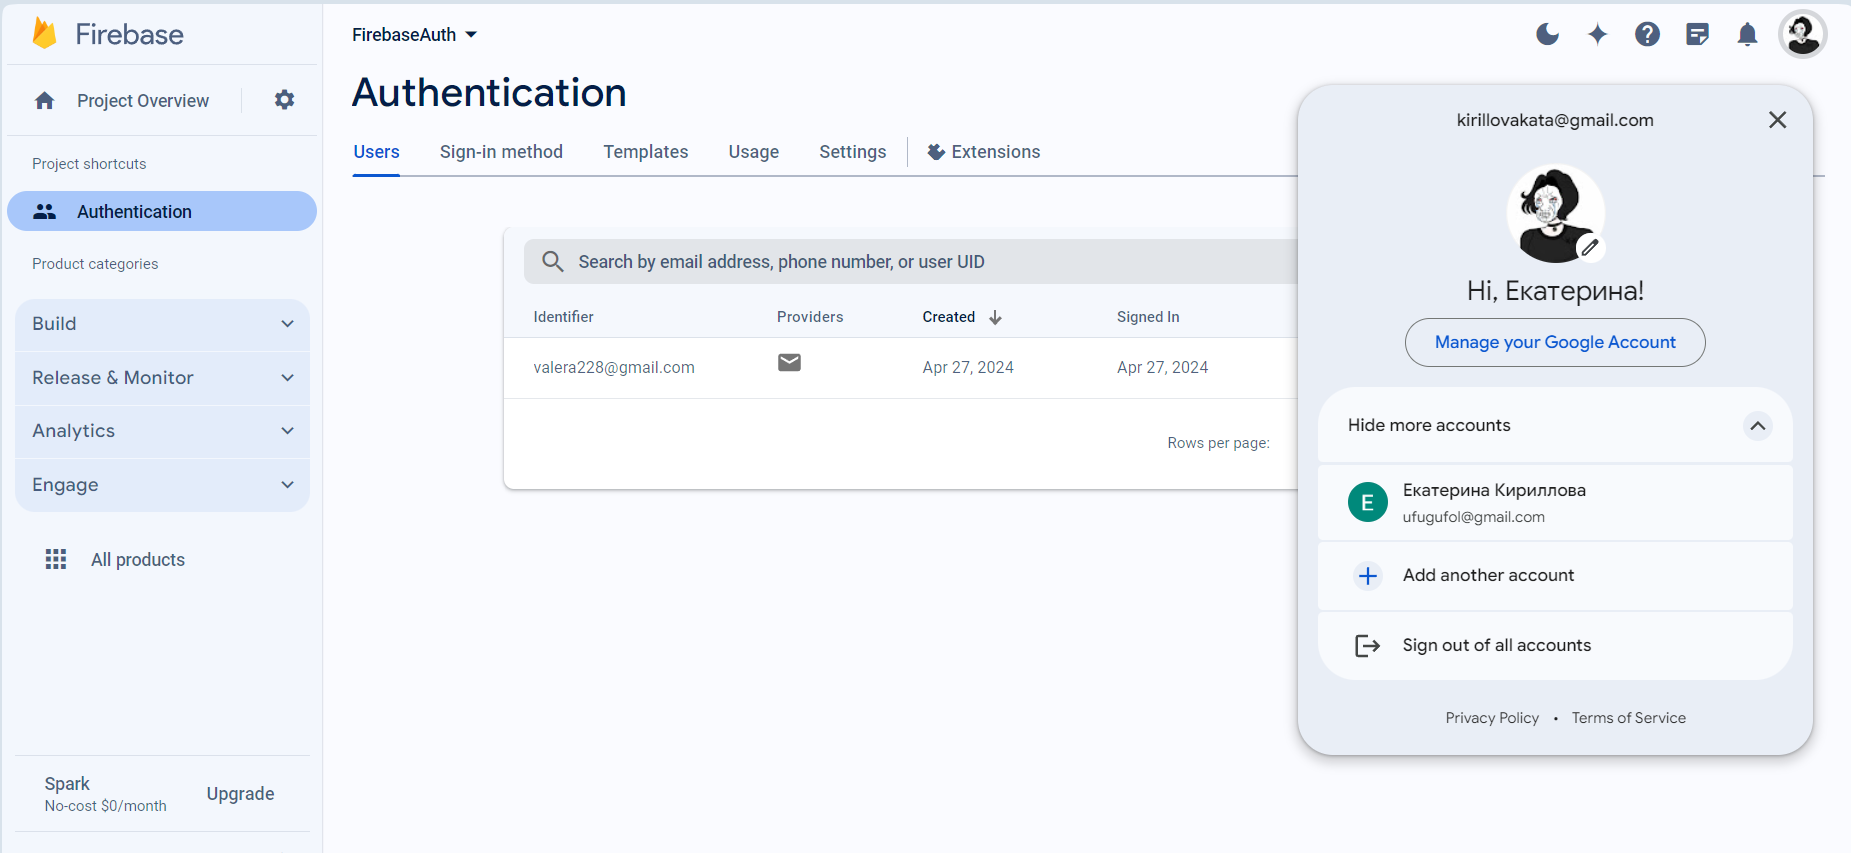 Firebase
Project Overview
Project shortcuts
Authentication
Product categories
Build
Release & Monitor
Analytics
Engage
All products
Spark
No-cost $0/month
Upgrade
FirebaseAuth
Authentication
Users Sign-in method Templates Usage Settings Extensions
Search by email address, phone number, or user UID
Identifier Providers Created Signed In
valera228@gmail.com Apr 27, 2024 Apr 27, 2024
Rows per page:
kirillovakata@gmail.com
Hi, Екатерина!
Manage your Google Account
Hide more accounts
E
Екатерина Кириллова
ufugufol@gmail.com
Add another account
Sign out of all accounts
Privacy Policy • Terms of Service